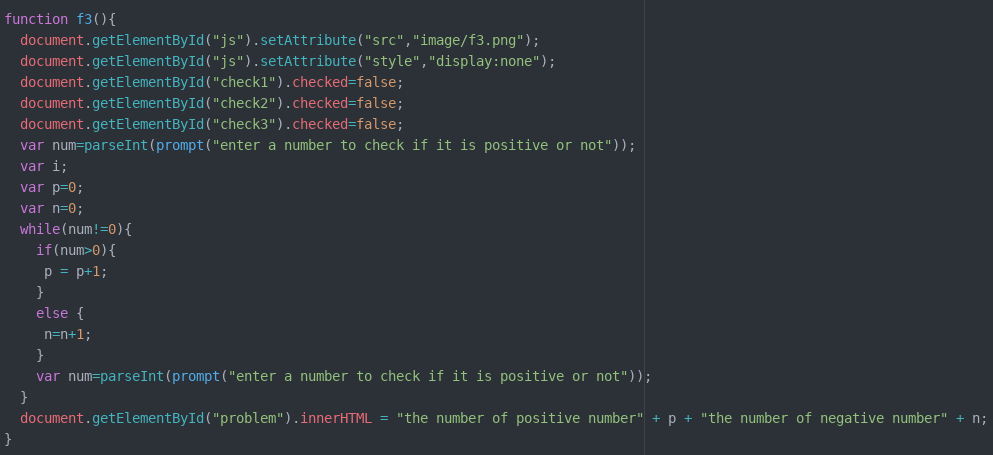 function f3(){
  document.getElementById("js").setAttribute("src","image/f3.png");
  document.getElementById("js").setAttribute("style","display:none");
  document.getElementById("check1").checked=false;
  document.getElementById("check2").checked=false;
  document.getElementById("check3").checked=false;
  var num=parseInt(prompt("enter a number to check if it is positive or not"));
  var i;
  var p=0;
  var n=0;
  while(num!=0){
    if(num>0){
     p = p+1;
    }
    else {
     n=n+1;
    }
    var num=parseInt(prompt("enter a number to check if it is positive or not"));
  }
  document.getElementById("problem").innerHTML = "the number of positive number" + p + "the number of negative number" + n;
}